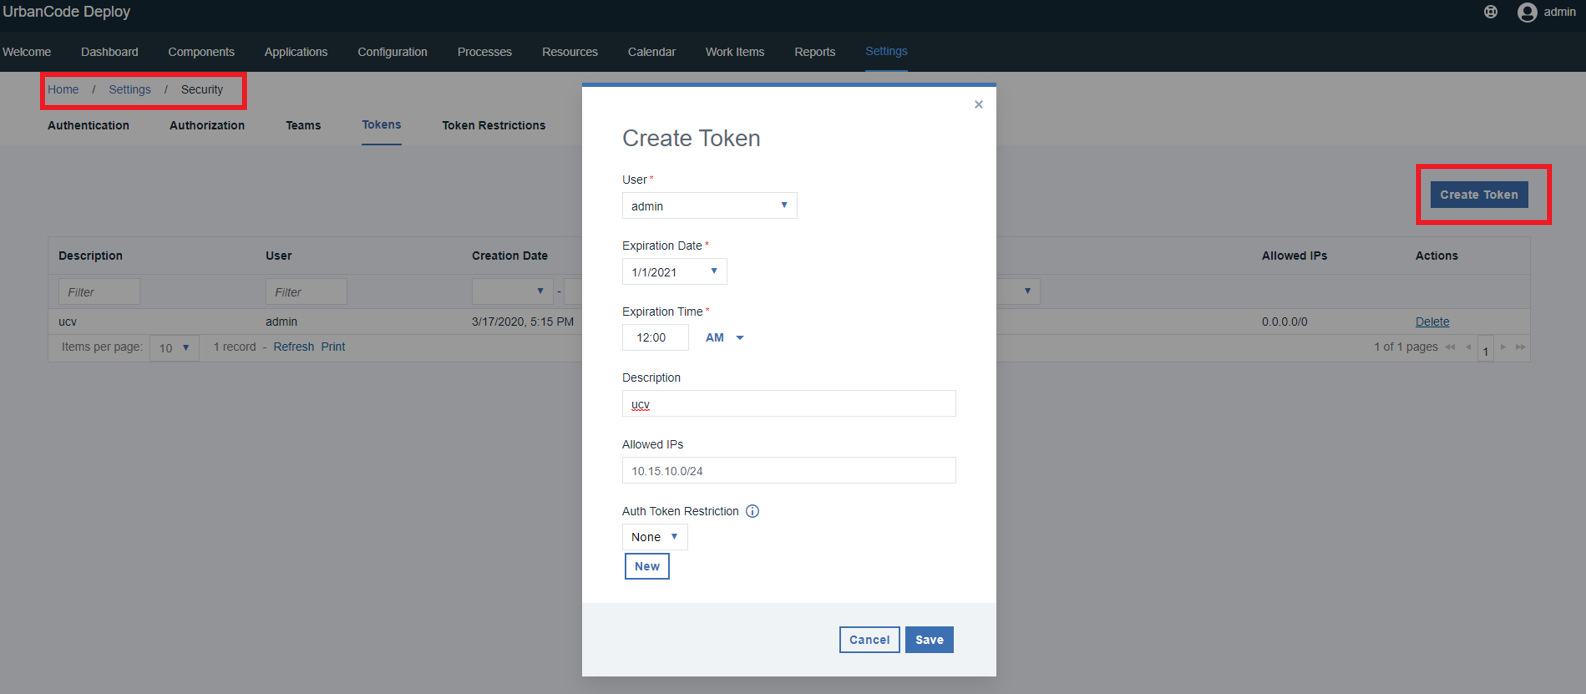 UrbanCode Deploy
admin
Welcome Dashboard Components Applications Configuration Processes Resources Calendar Work Items Reports Settings
Home / Settings / Security
Authentication Authorization Teams Tokens Token Restrictions
Create Token
Description User Creation Date Allowed IPs Actions
Filter Filter -
ucv admin 3/17/2020, 5:15 PM 0.0.0.0/0 Delete
Items per page: 10 1 record - Refresh Print 1 of 1 pages 1
×
Create Token
User *
admin
Expiration Date *
1/1/2021
Expiration Time *
12:00 AM
Description
ucv
Allowed IPs
10.15.10.0/24
Auth Token Restriction
None
New
Cancel Save